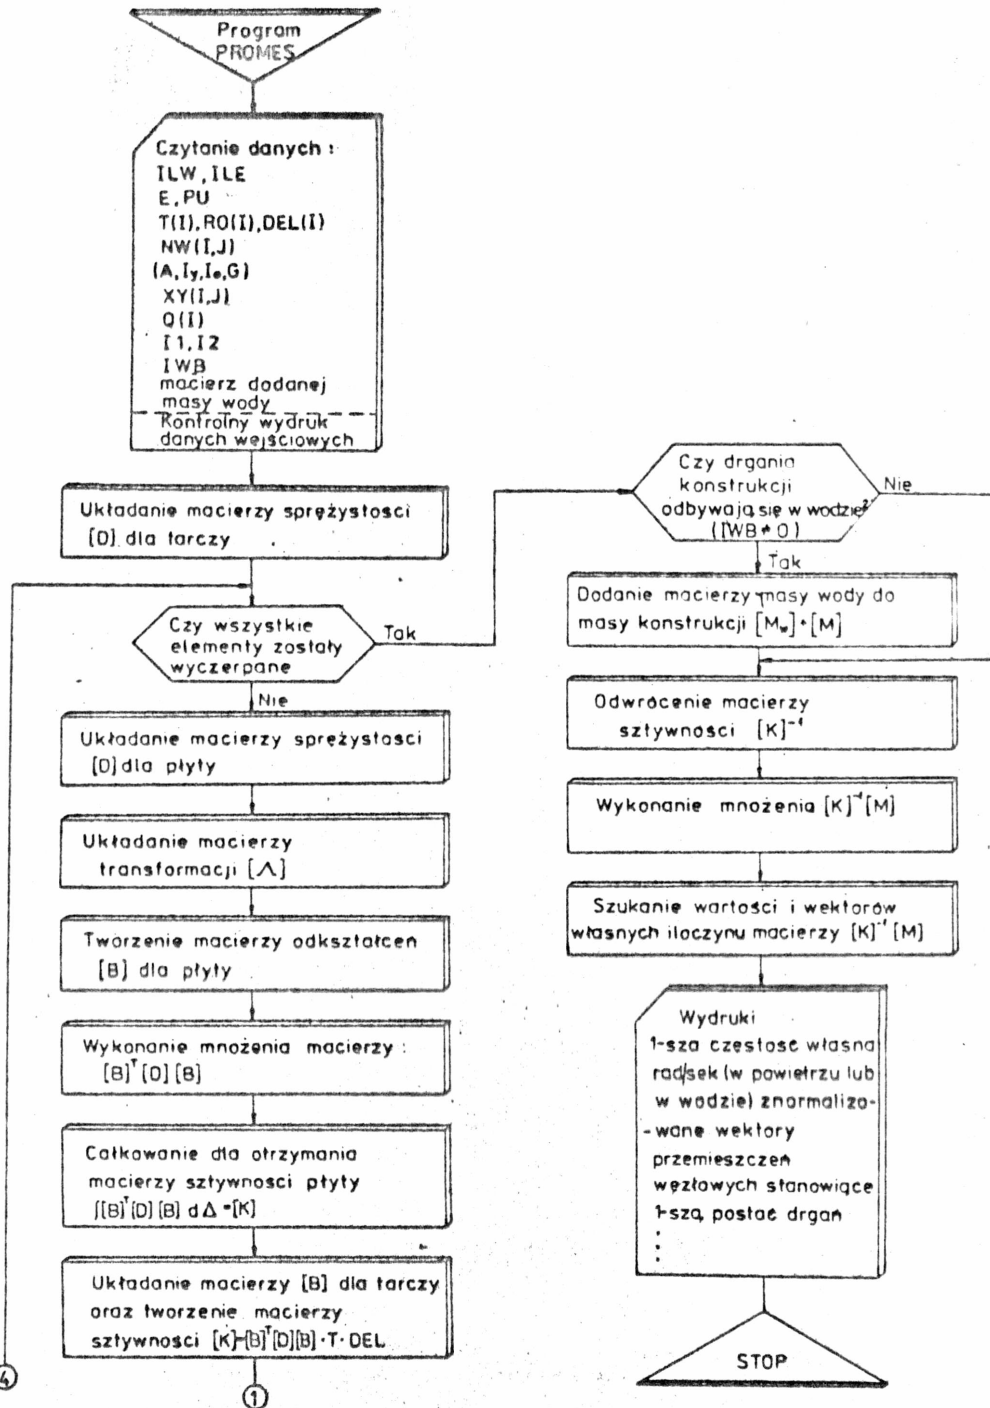 Program
PROMES
Czytanie danych :
ILW, ILE
E, PU
T(I), RO(I), DEL(I)
NW(I,J)
(A, Iy, Io, G)
XY(I,J)
Q(I)
I1, I2
IWB
macierz dodanej
masy wody
Kontrolny wydruk
danych wejściowych
Układanie macierzy sprężystości
[D] dla tarczy
Czy wszystkie
elementy zostały
wyczerpane
Tak
Nie
Układanie macierzy sprężystości
[D] dla płyty
Układanie macierzy
transformacji [Λ]
Tworzenie macierzy odkształceń
[B] dla płyty
Wykonanie mnożenia macierzy :
[B]ᵀ[D][B]
Całkowanie dla otrzymania
macierzy sztywności płyty
∫[B]ᵀ[D][B] dΔ=[K]
Układanie macierzy [B] dla tarczy
oraz tworzenie macierzy
sztywności [K]=[B]ᵀ[D][B]·T·DEL
4
1
Czy drgania
konstrukcji
odbywają się w wodzie?
(IWB≠0)
Nie
Tak
Dodanie macierzy masy wody do
masy konstrukcji [Mw]+[M]
Odwrócenie macierzy
sztywności [K]⁻¹
Wykonanie mnożenia [K]⁻¹[M]
Szukanie wartości i wektorów
własnych iloczynu macierzy [K]⁻¹[M]
Wydruki
1-sza częstość własna
rad/sek (w powietrzu lub
w wodzie) znormalizo-
-wane wektory
przemieszczeń
węzłowych stanowiące
1-szą postać drgań
STOP